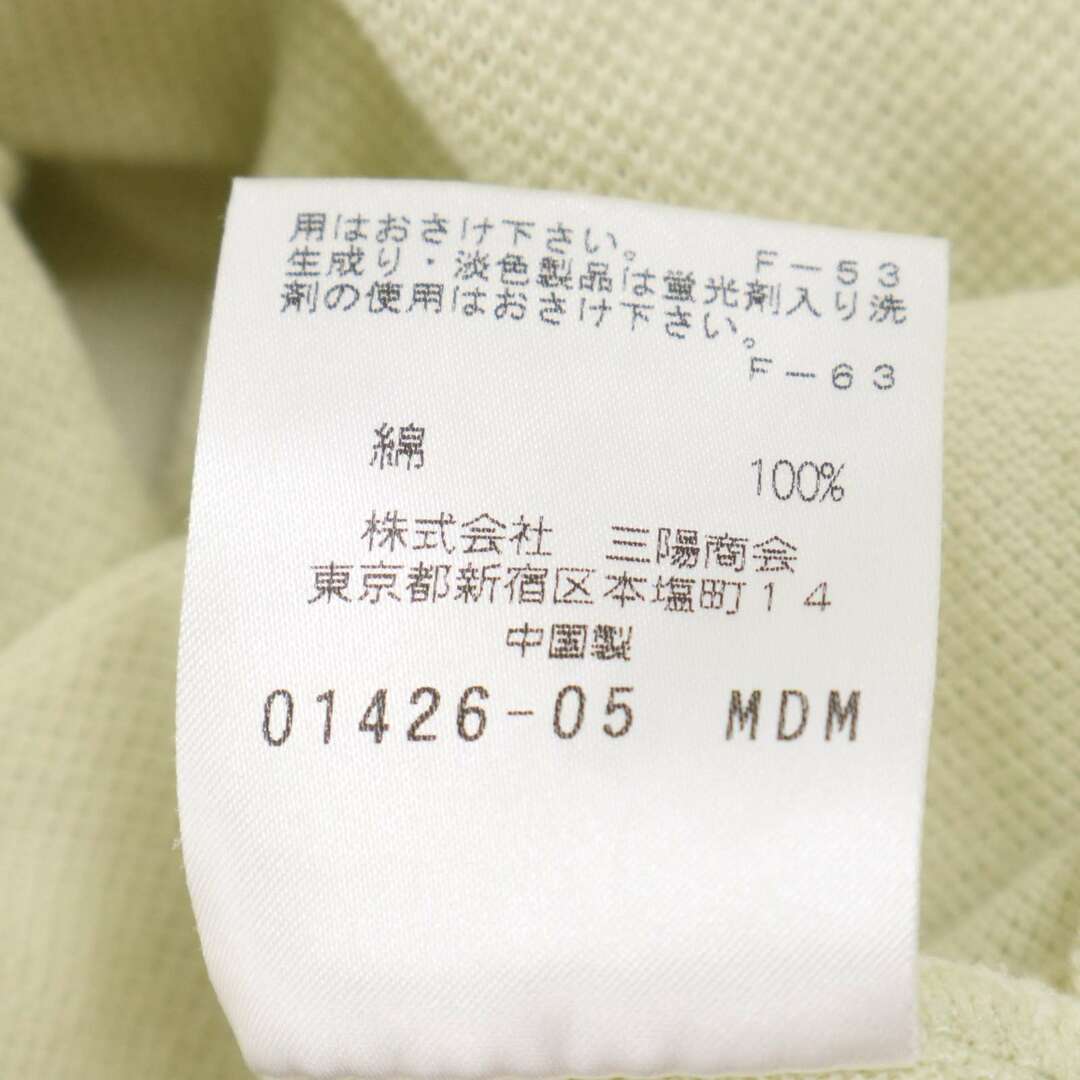 用はおさけ下さい。 F－53
生成り・淡色製品は蛍光剤入り洗
剤の使用はおさけ下さい。
F－63
綿 100%
株式会社 三陽商会
東京都新宿区本塩町14
中国製
01426-05 MDM